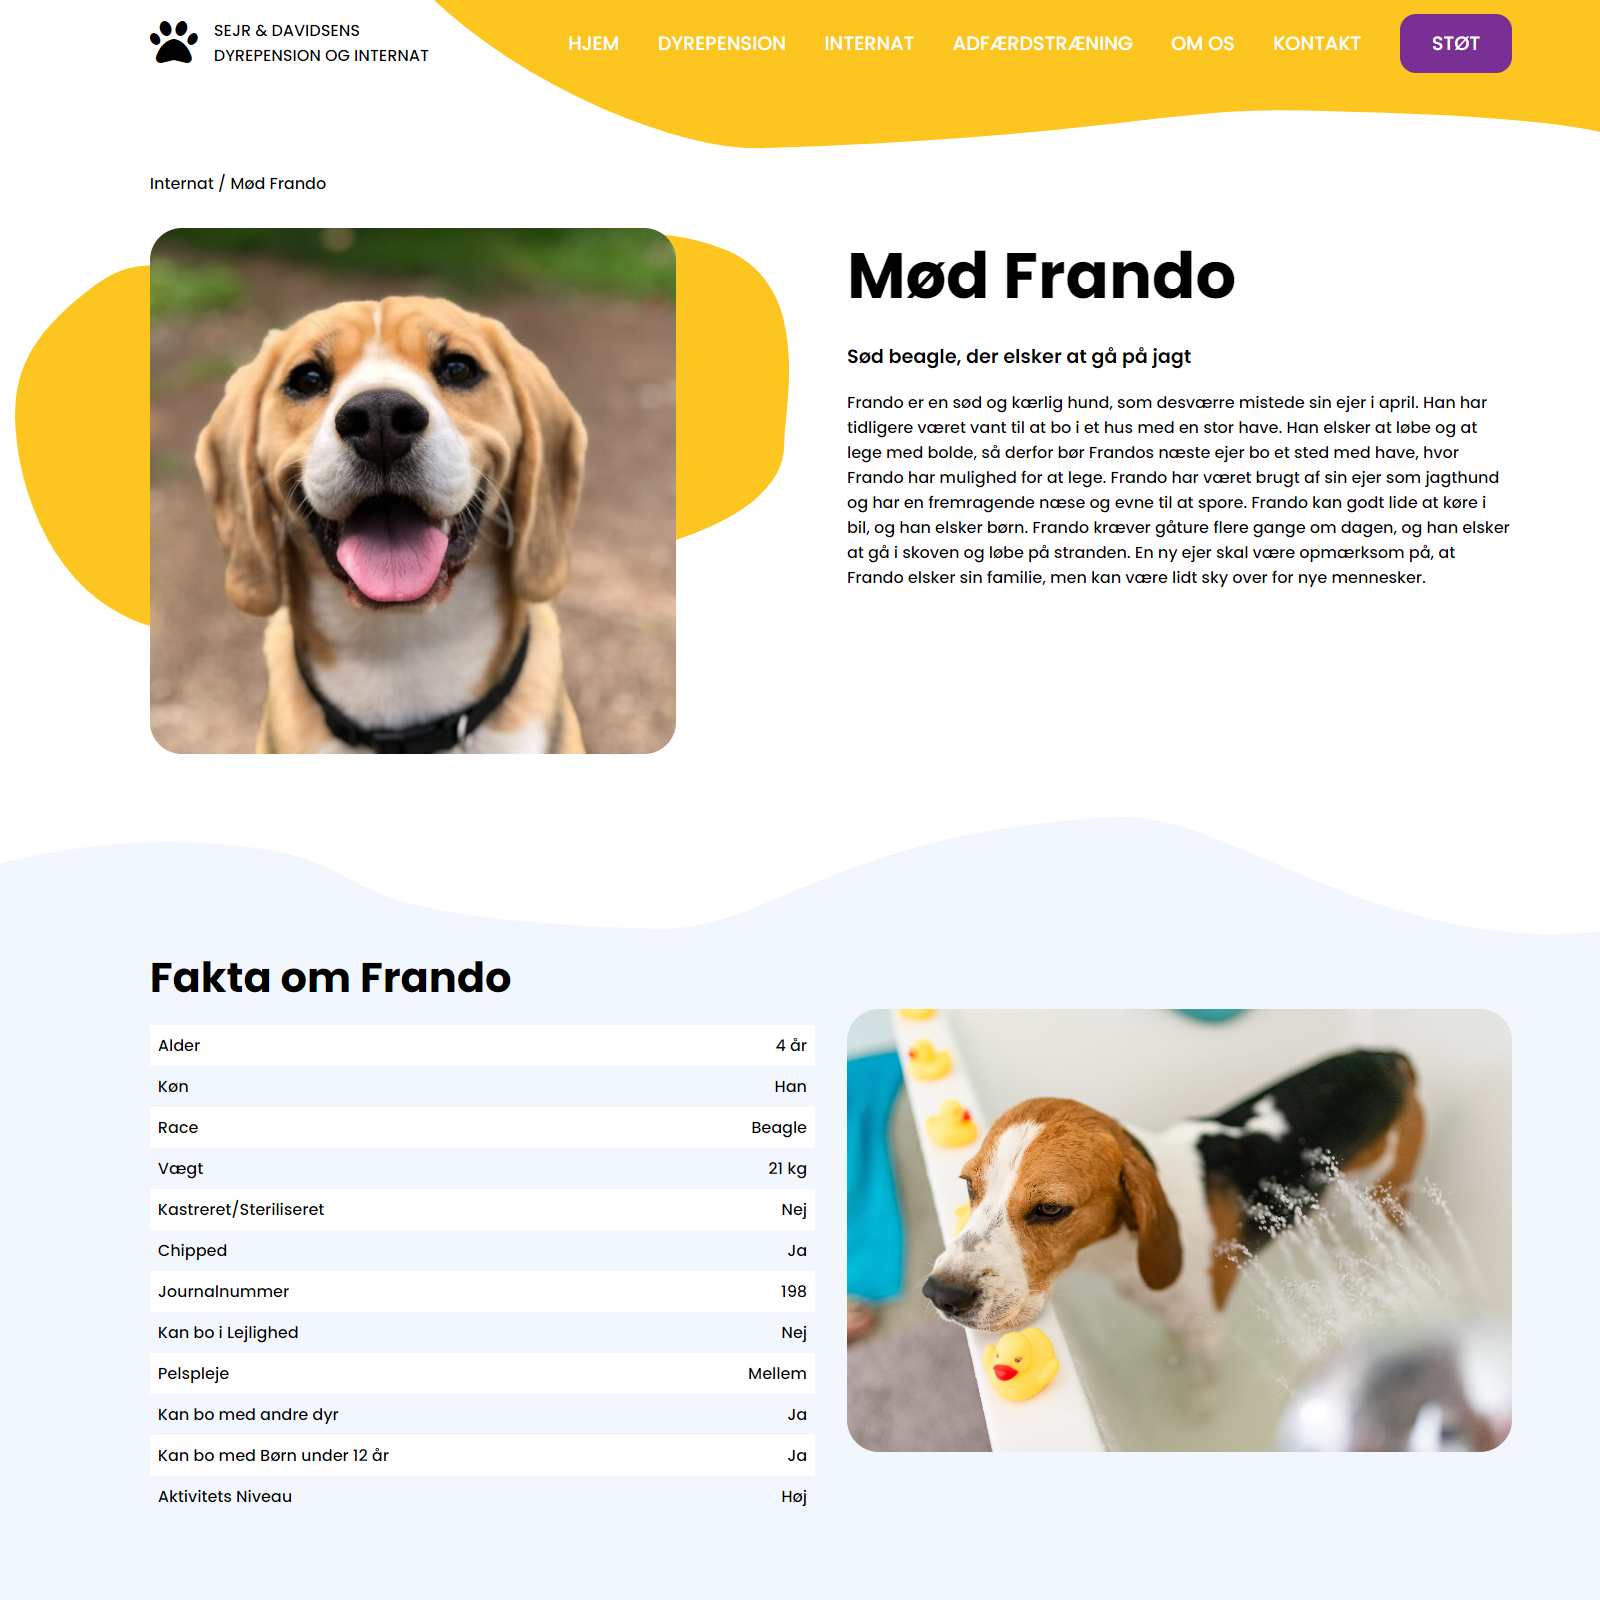 SEJR & DAVIDSENS
DYREPENSION OG INTERNAT
HJEM
DYREPENSION
INTERNAT
ADFÆRDSTRÆNING
OM OS
KONTAKT
STØT
Internat / Mød Frando
Mød Frando
Sød beagle, der elsker at gå på jagt
Frando er en sød og kærlig hund, som desværre mistede sin ejer i april. Han har
tidligere været vant til at bo i et hus med en stor have. Han elsker at løbe og at
lege med bolde, så derfor bør Frandos næste ejer bo et sted med have, hvor
Frando har mulighed for at lege. Frando har været brugt af sin ejer som jagthund
og har en fremragende næse og evne til at spore. Frando kan godt lide at køre i
bil, og han elsker børn. Frando kræver gåture flere gange om dagen, og han elsker
at gå i skoven og løbe på stranden. En ny ejer skal være opmærksom på, at
Frando elsker sin familie, men kan være lidt sky over for nye mennesker.
Fakta om Frando
Alder 4 år
Køn Han
Race Beagle
Vægt 21 kg
Kastreret/Steriliseret Nej
Chipped Ja
Journalnummer 198
Kan bo i Lejlighed Nej
Pelspleje Mellem
Kan bo med andre dyr Ja
Kan bo med Børn under 12 år Ja
Aktivitets Niveau Høj